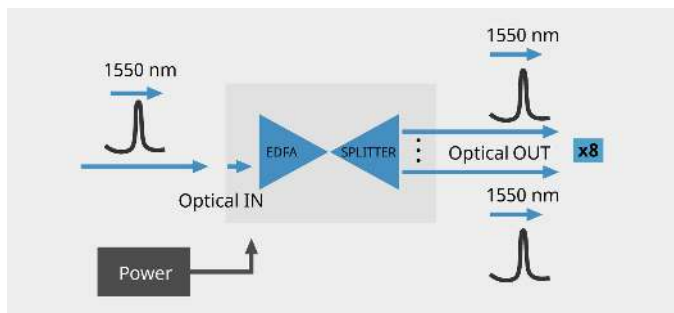 1550 nm
1550 nm
EDFA
SPLITTER
Optical OUT
x8
Optical IN
1550 nm
Power